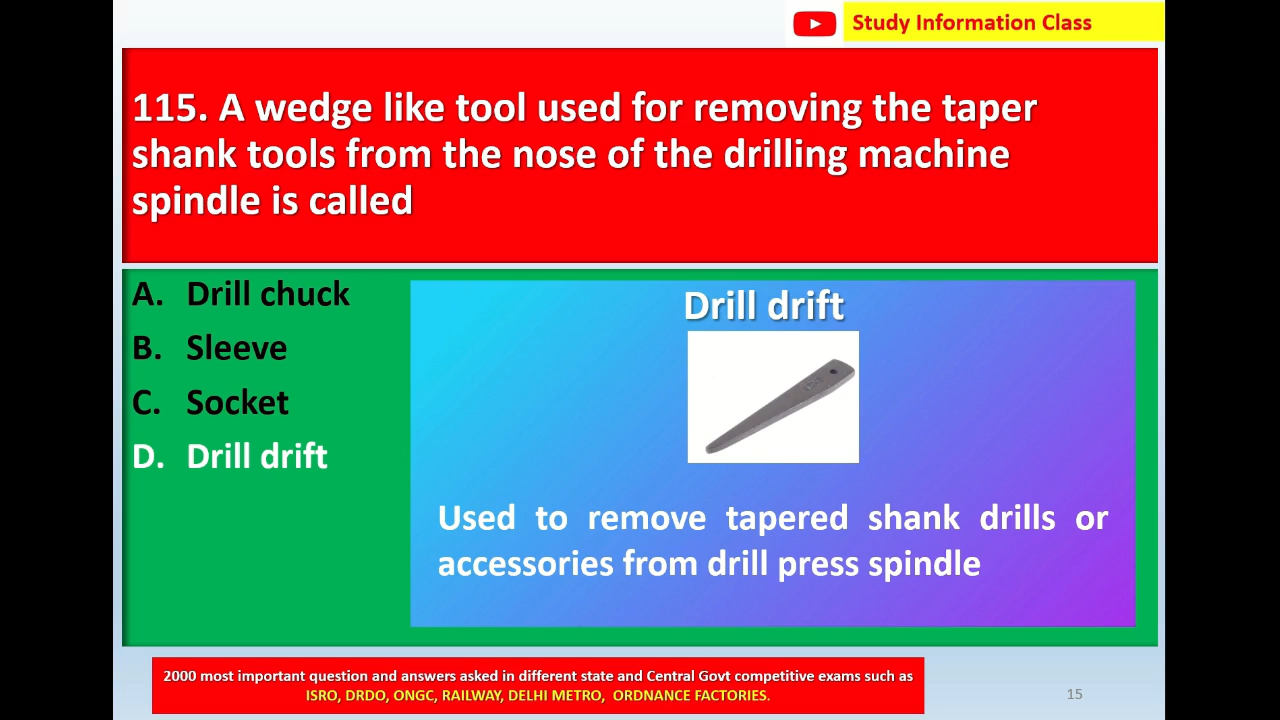 Study Information Class
115. A wedge like tool used for removing the taper
shank tools from the nose of the drilling machine
spindle is called
A. Drill chuck
B. Sleeve
C. Socket
D. Drill drift
Drill drift
Used to remove tapered shank drills or
accessories from drill press spindle
2000 most important question and answers asked in different state and Central Govt competitive exams such as
ISRO, DRDO, ONGC, RAILWAY, DELHI METRO, ORDNANCE FACTORIES.
15